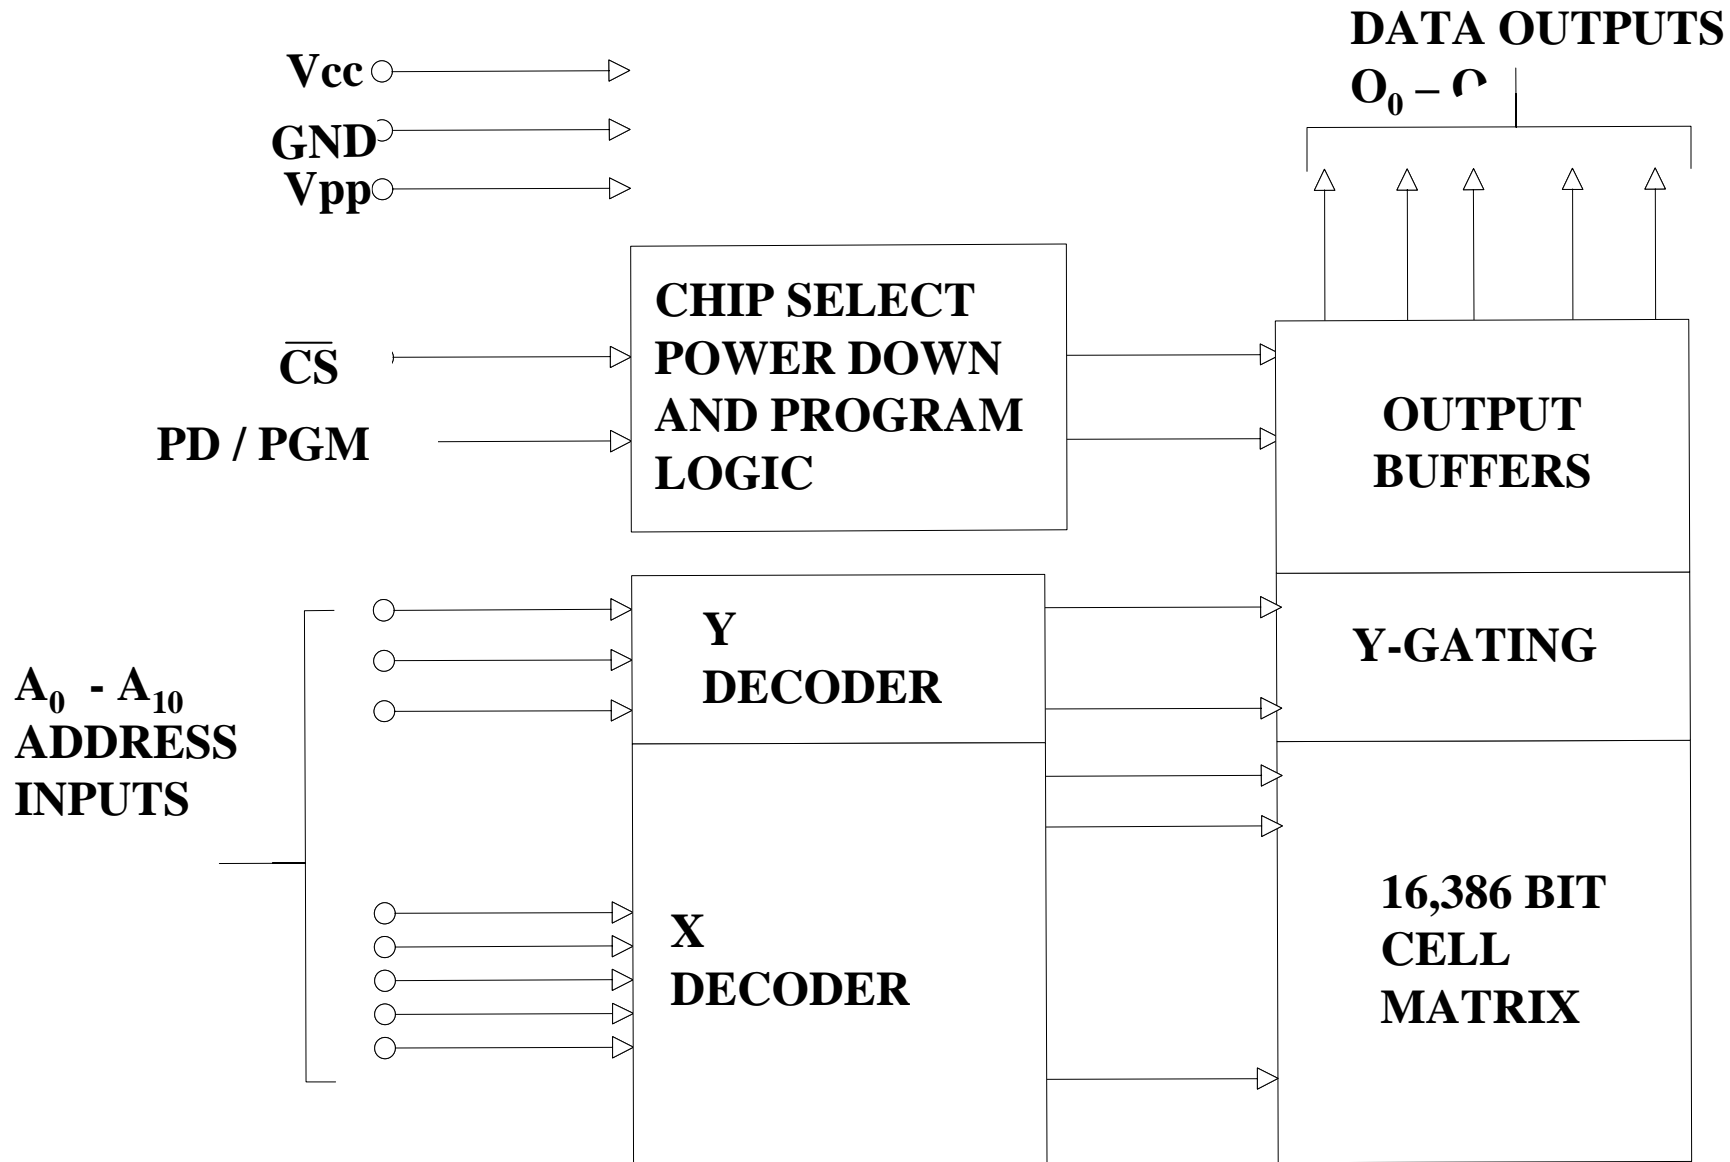 DATA OUTPUTS
O₀ –
Vcc
GND
Vpp
CHIP SELECT
POWER DOWN
AND PROGRAM
LOGIC
C̅S̅
PD / PGM
OUTPUT
BUFFERS
Y
DECODER
Y-GATING
A₀ - A₁₀
ADDRESS
INPUTS
X
DECODER
16,386 BIT
CELL
MATRIX